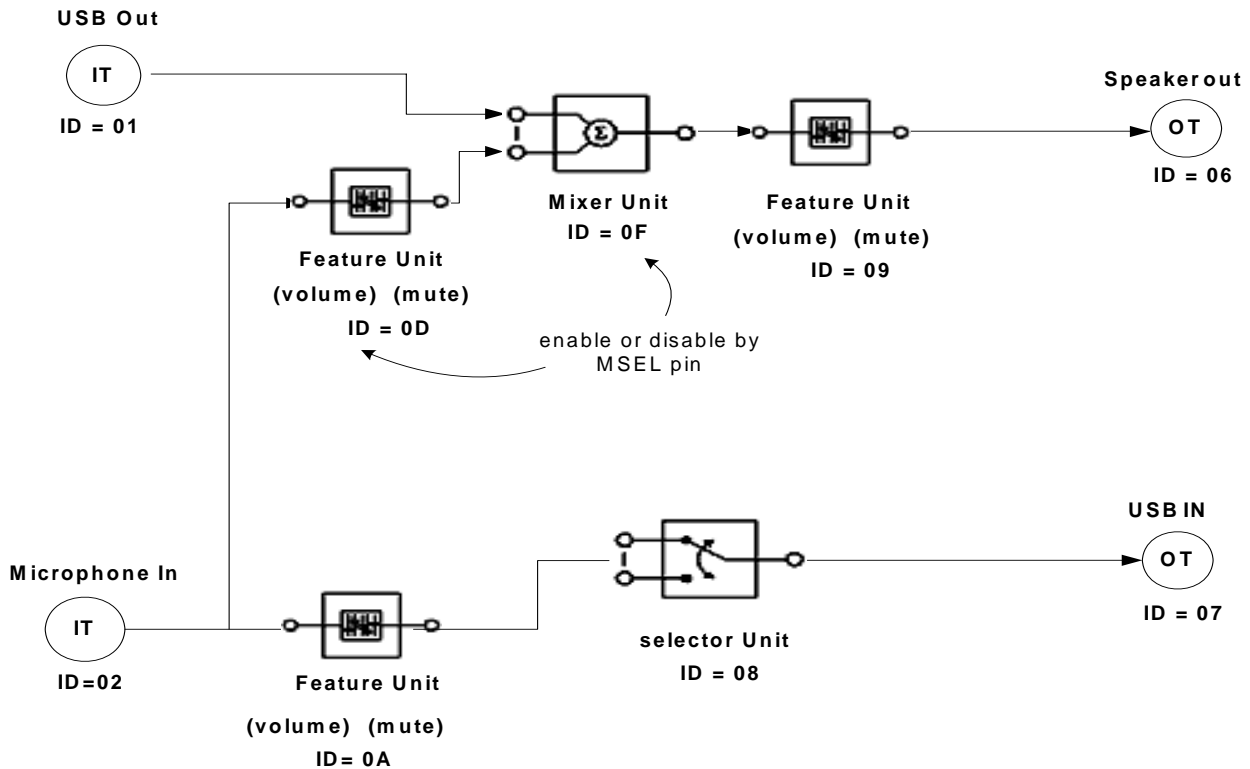 USB Out
IT
ID = 01
Speaker out
OT
ID = 06
Σ
Mixer Unit
ID = 0F
Feature Unit
(volume) (mute)
ID = 09
Feature Unit
(volume) (mute)
ID = 0D
enable or disable by
MSEL pin
Microphone In
IT
ID=02
Feature Unit
(volume) (mute)
ID= 0A
selector Unit
ID = 08
USB IN
OT
ID = 07